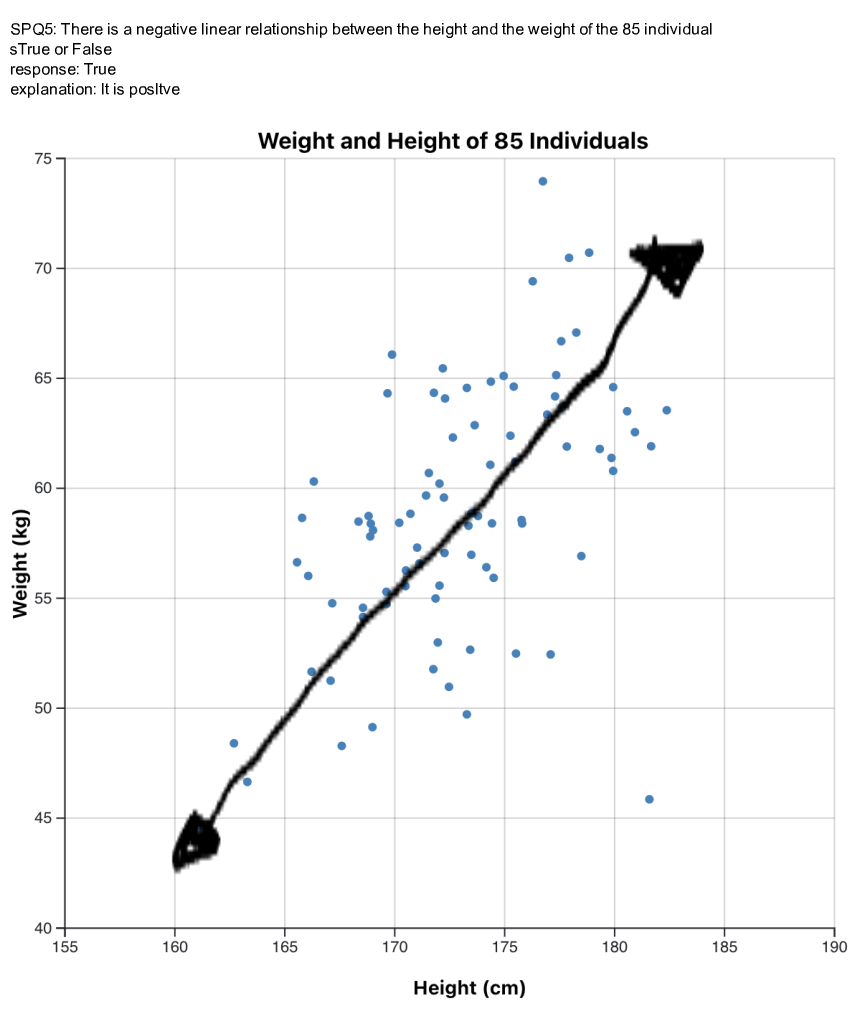 SPQ5: There is a negative linear relationship between the height and the weight of the 85 individual
sTrue or False
response: True
explanation: It is posItve
Weight and Height of 85 Individuals
75
70
65
60
55
50
45
40
Weight (kg)
155 160 165 170 175 180 185 190
Height (cm)